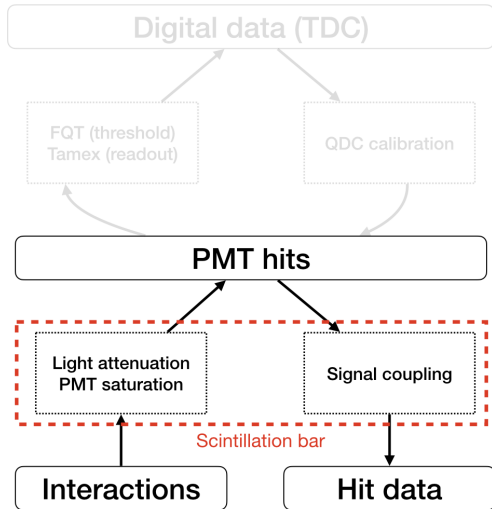 Digital data (TDC)
FQT (threshold)
Tamex (readout)
QDC calibration
PMT hits
Light attenuation
PMT saturation
Signal coupling
Scintillation bar
Interactions
Hit data